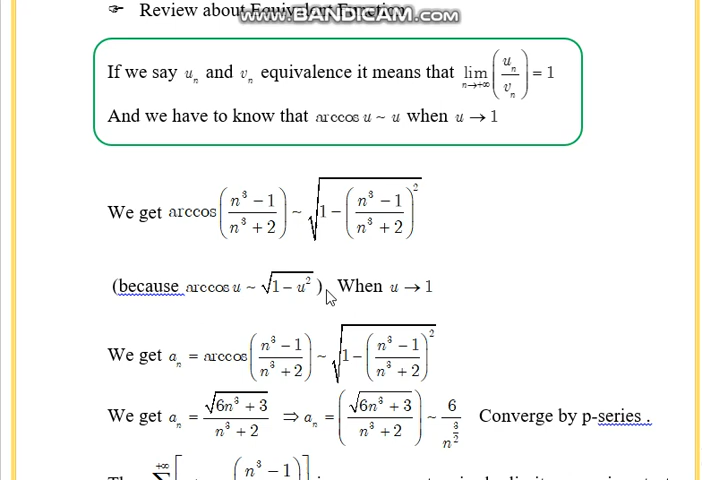 ☞ Review about Equivalent Function
www.BANDICAM.com
If we say uₙ and vₙ equivalence it means that lim n→+∞ (uₙ/vₙ) = 1
And we have to know that arccos u ~ u when u → 1
We get arccos((n³ − 1)/(n³ + 2)) ~ √(1 − ((n³ − 1)/(n³ + 2))²)
(because arccos u ~ √(1 − u²) ), When u → 1
We get aₙ = arccos((n³ − 1)/(n³ + 2)) ~ √(1 − ((n³ − 1)/(n³ + 2))²)
We get aₙ = √(6n³ + 3)/(n³ + 2) ⇒ aₙ = (√(6n³ + 3)/(n³ + 2)) ~ 6/n^(3/2) Converge by p-series .